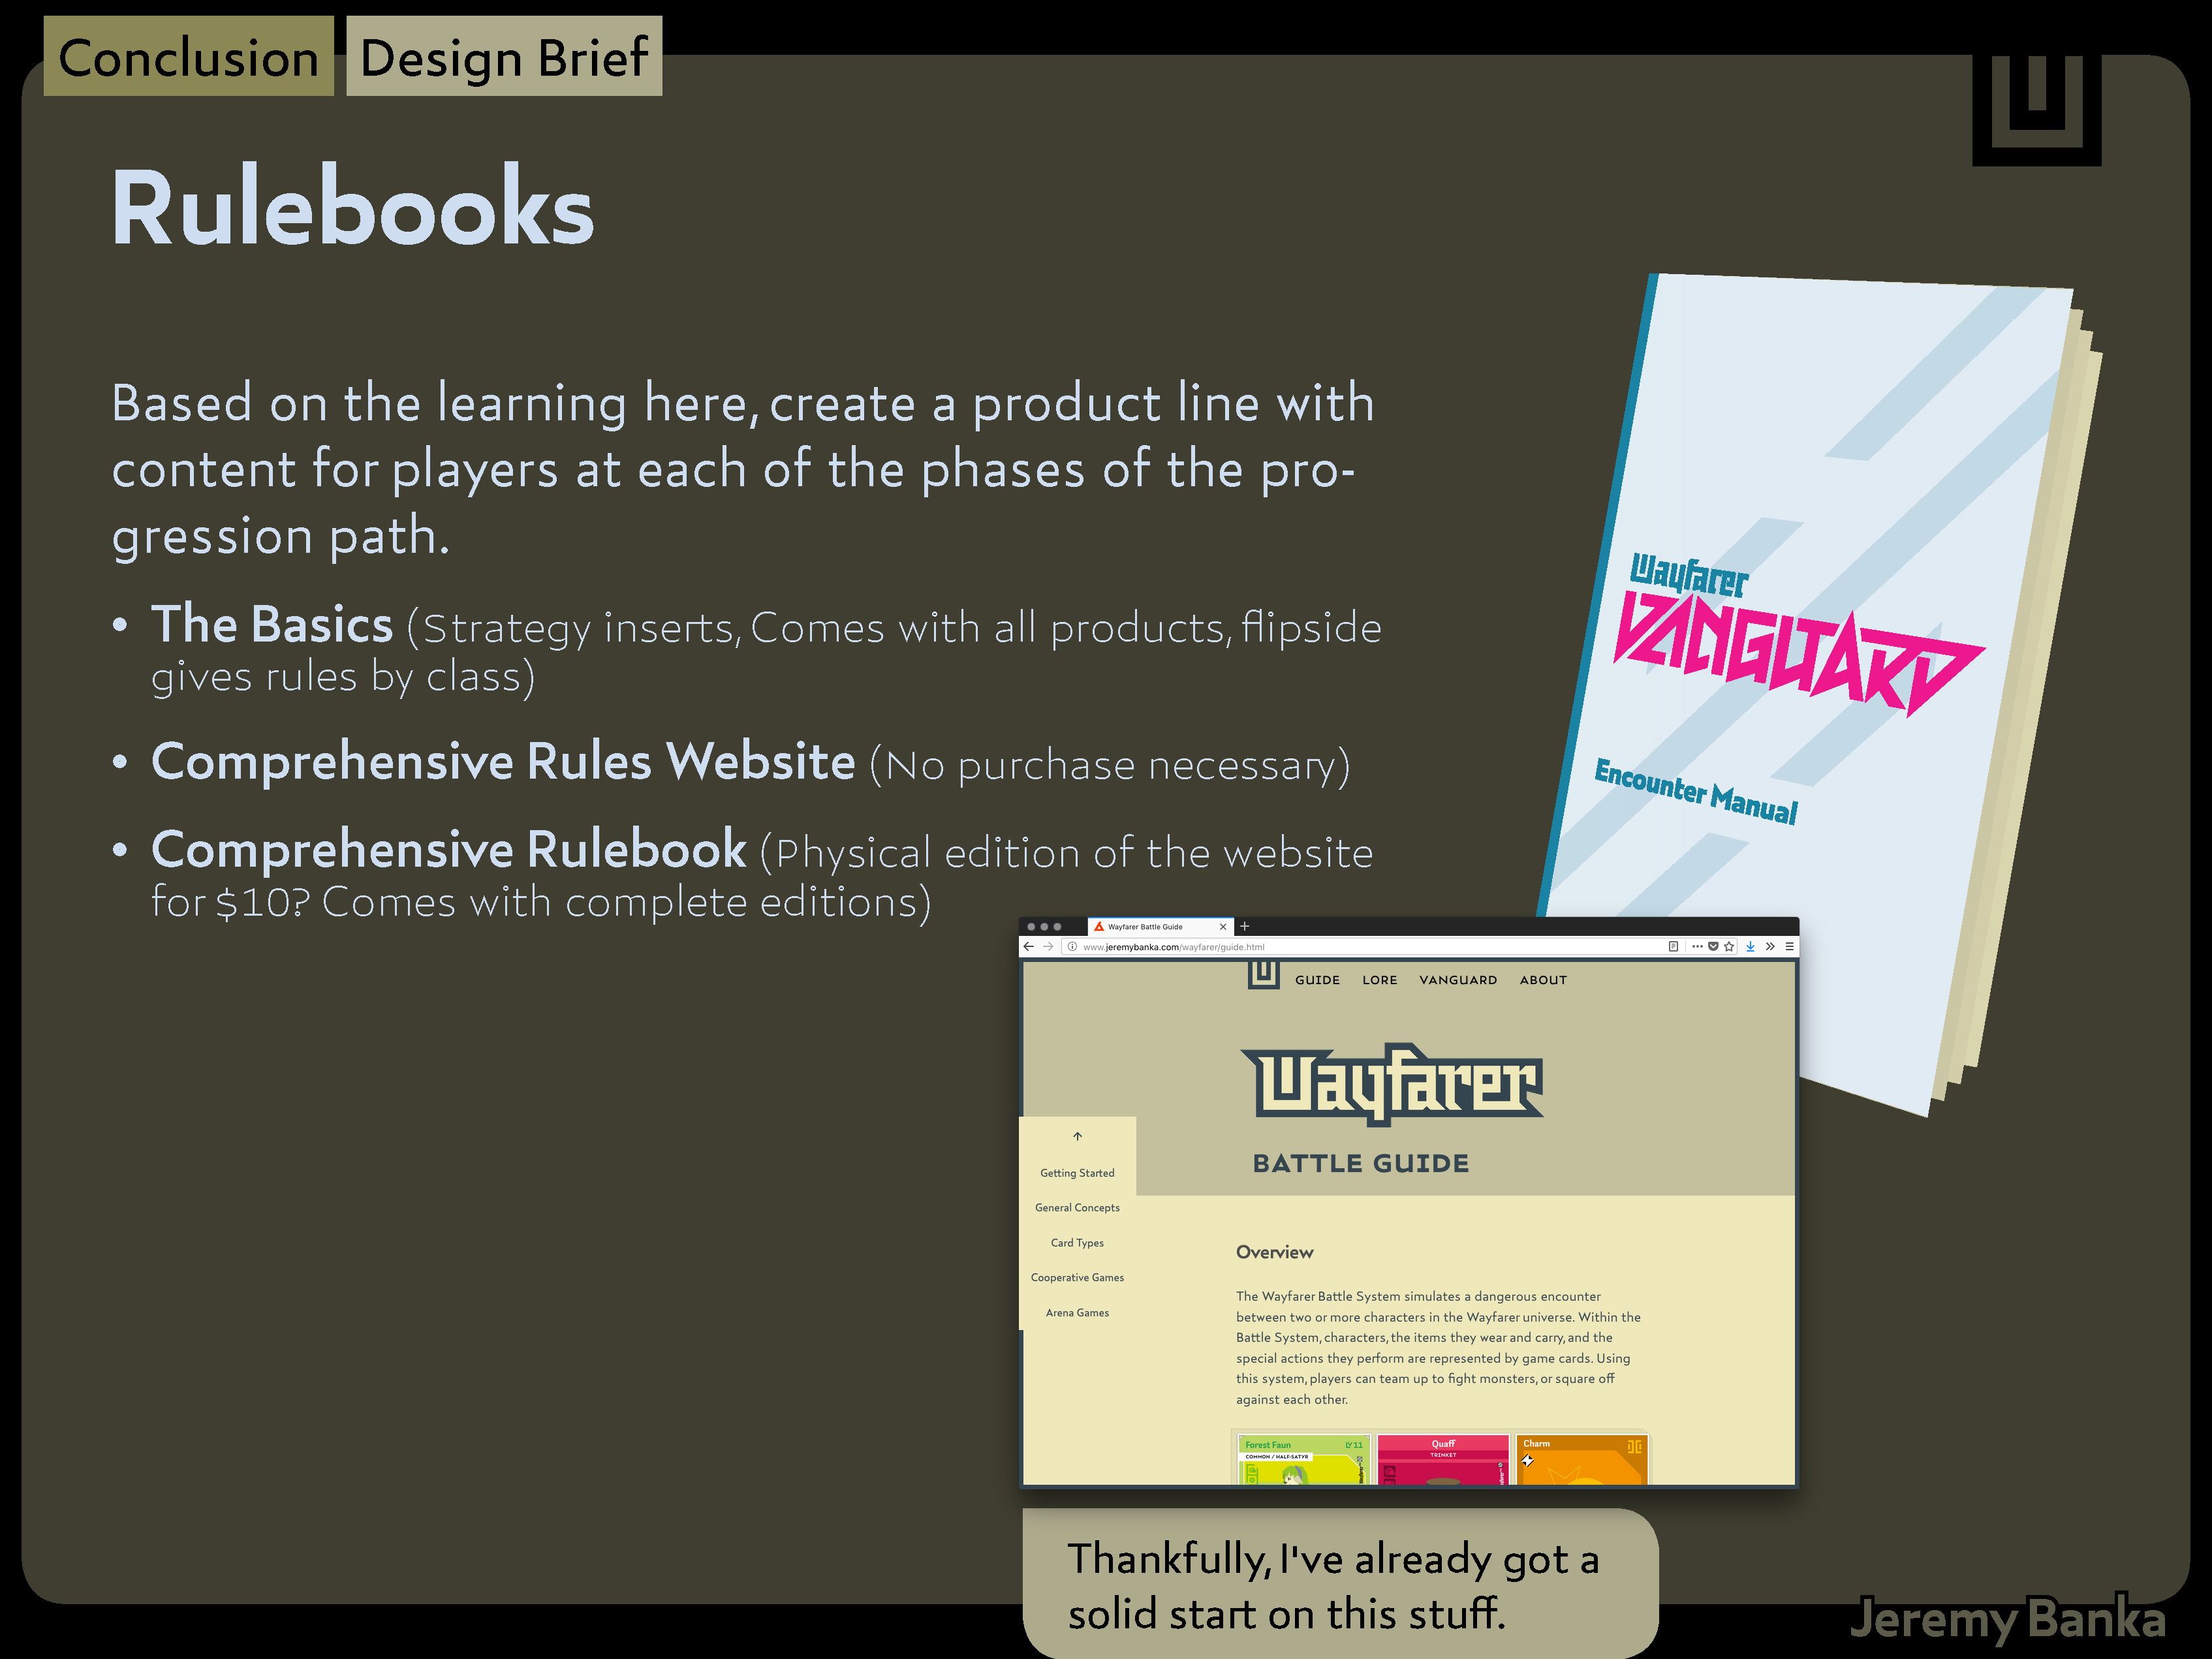 Conclusion
Design Brief
Rulebooks
Based on the learning here, create a product line with
content for players at each of the phases of the pro-
gression path.
• The Basics (Strategy inserts, Comes with all products, flipside
gives rules by class)
• Comprehensive Rules Website (No purchase necessary)
• Comprehensive Rulebook (Physical edition of the website
for $10? Comes with complete editions)
Wayfarer
VANGUARD
Encounter Manual
Wayfarer Battle Guide
www.jeremybanka.com/wayfarer/guide.html
GUIDE LORE VANGUARD ABOUT
Wayfarer
BATTLE GUIDE
Getting Started
General Concepts
Card Types
Cooperative Games
Arena Games
Overview
The Wayfarer Battle System simulates a dangerous encounter
between two or more characters in the Wayfarer universe. Within the
Battle System, characters, the items they wear and carry, and the
special actions they perform are represented by game cards. Using
this system, players can team up to fight monsters, or square off
against each other.
Forest Faun
COMMON / HALF-SATYR
Quaff
TRINKET
Charm
Thankfully, I've already got a
solid start on this stuff.
Jeremy Banka